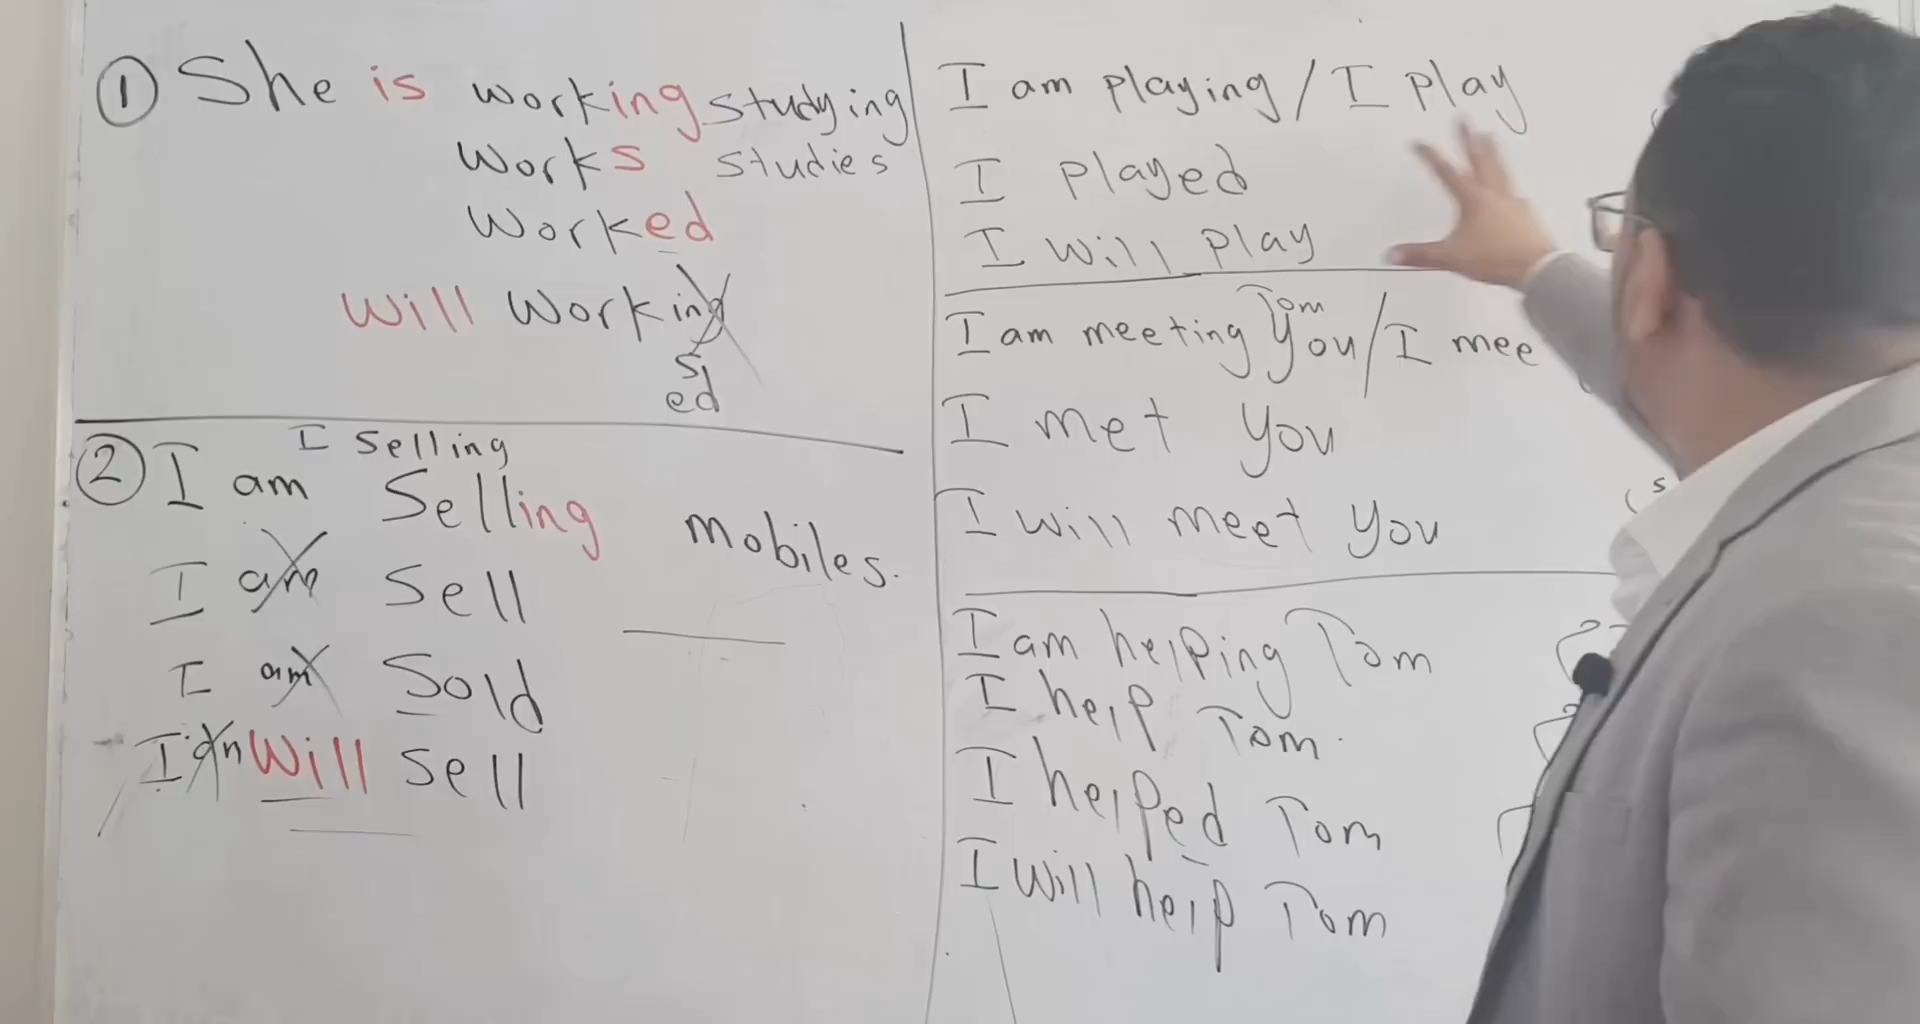 ① She is working studying
works studies
worked
will working
s
ed
② I selling
I am selling mobiles.
I am sell
I am sold
I am will sell
I am playing / I play
I played
I will play
Tom
I am meeting you / I mee
I met you
I will meet you
I am helping Tom
I help Tom.
I helped Tom
I will help Tom